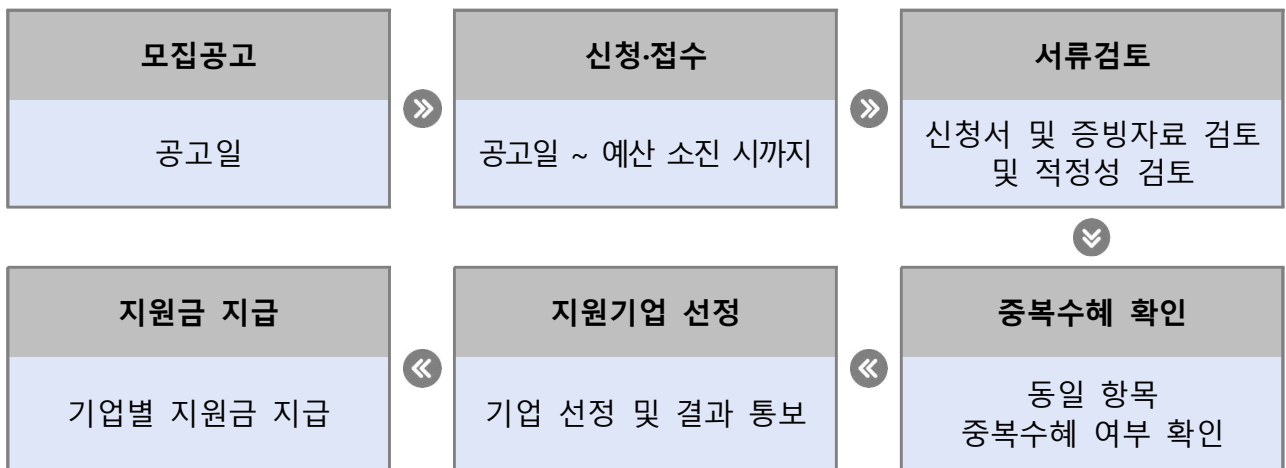 모집공고
공고일
신청·접수
공고일 ~ 예산 소진 시까지
서류검토
신청서 및 증빙자료 검토
및 적정성 검토
중복수혜 확인
동일 항목
중복수혜 여부 확인
지원기업 선정
기업 선정 및 결과 통보
지원금 지급
기업별 지원금 지급